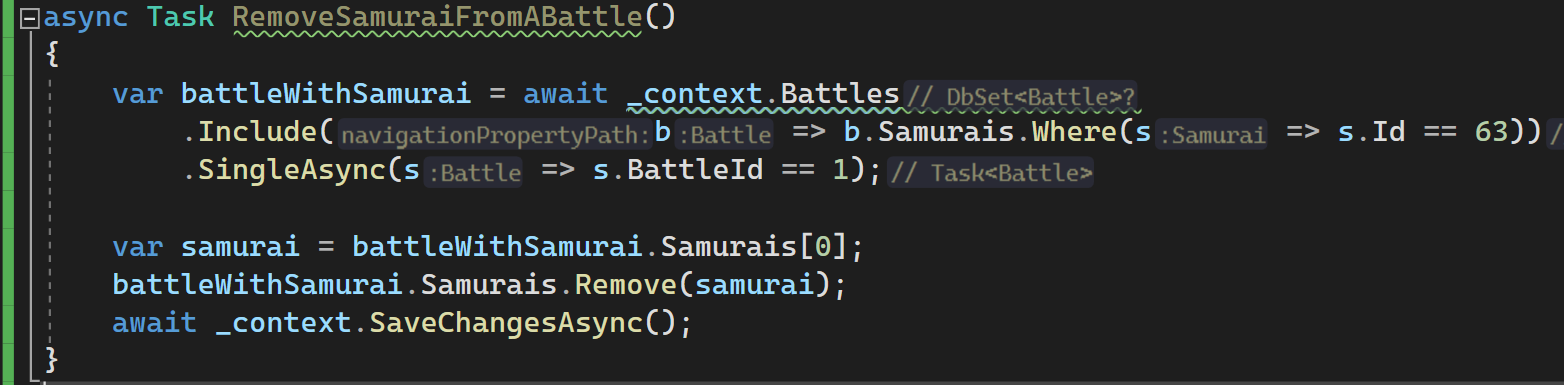 async Task RemoveSamuraiFromABattle()
{
var battleWithSamurai = await _context.Battles // DbSet<Battle>?
.Include( navigationPropertyPath: b :Battle => b.Samurais.Where(s :Samurai => s.Id == 63)) /
.SingleAsync(s :Battle => s.BattleId == 1); // Task<Battle>
var samurai = battleWithSamurai.Samurais[0];
battleWithSamurai.Samurais.Remove(samurai);
await _context.SaveChangesAsync();
}